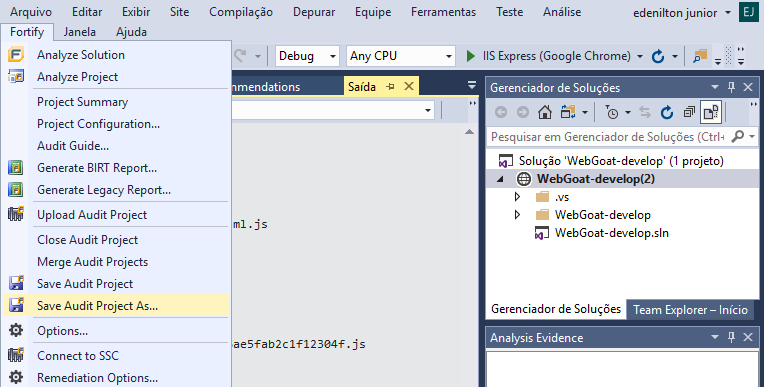 Arquivo Editar Exibir Site Compilação Depurar Equipe Ferramentas Teste Análise edenilton junior EJ
Fortify Janela Ajuda
Analyze Solution
Analyze Project
Project Summary
Project Configuration...
Audit Guide...
Generate BIRT Report...
Generate Legacy Report...
Upload Audit Project
Close Audit Project
Merge Audit Projects
Save Audit Project
Save Audit Project As...
Options...
Connect to SSC
Remediation Options...
Debug Any CPU IIS Express (Google Chrome)
mmendations Saída
ml.js
ae5fab2c1f12304f.js
Gerenciador de Soluções
Pesquisar em Gerenciador de Soluções (Ctrl+
Solução 'WebGoat-develop' (1 projeto)
WebGoat-develop(2)
.vs
WebGoat-develop
WebGoat-develop.sln
Gerenciador de Soluções Team Explorer – Início
Analysis Evidence